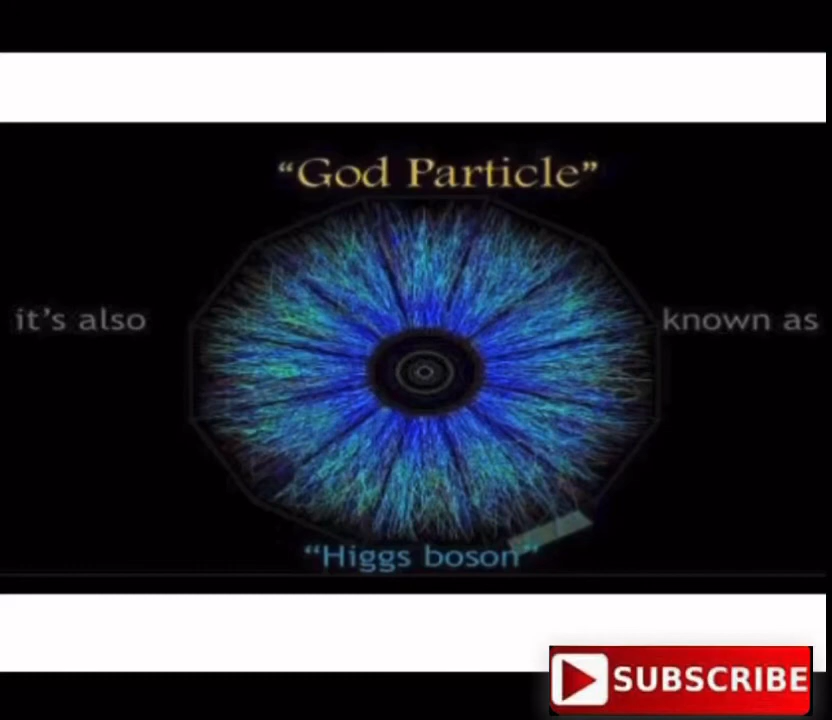 “God Particle”
it’s also known as
“Higgs boson”
SUBSCRIBE